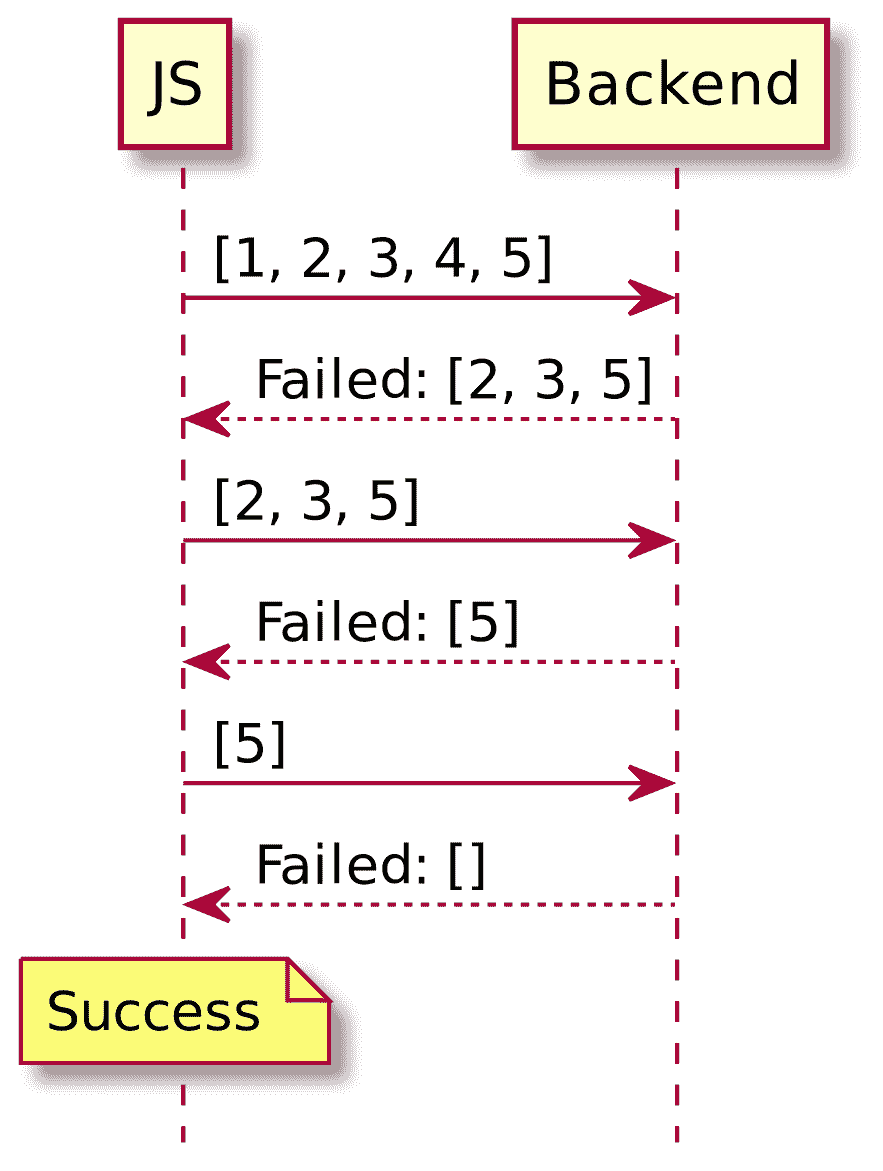 JS
Backend
[1, 2, 3, 4, 5]
Failed: [2, 3, 5]
[2, 3, 5]
Failed: [5]
[5]
Failed: []
Success